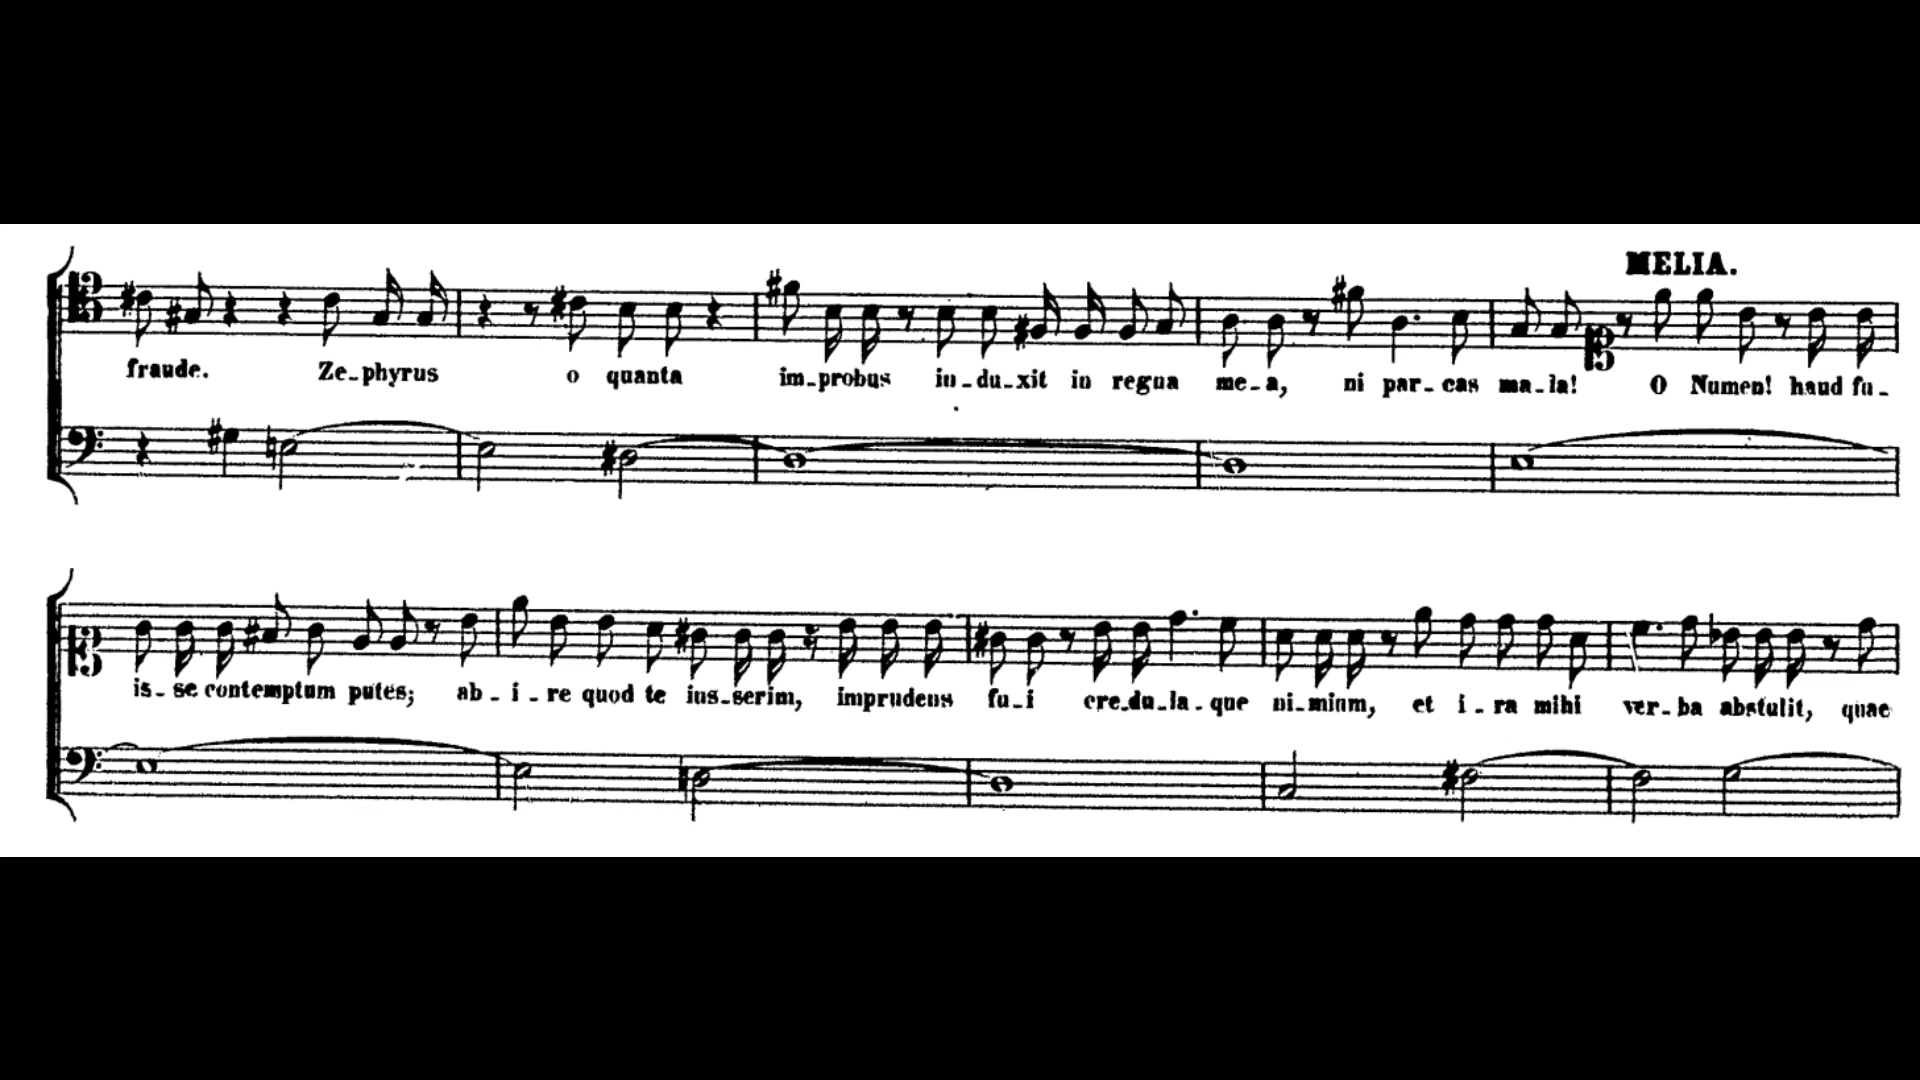 MELIA.
fraude. Ze-phyrus o quanta im-probus in-du-xit in regna me-a, ni par-cas ma-la! O Numen! haud fu-
is-se contemptum putes; ab-i-re quod te ius-serim, imprudens fu-i cre-du-la-que ni-mium, et i-ra mihi ver-ba abstulit, quae